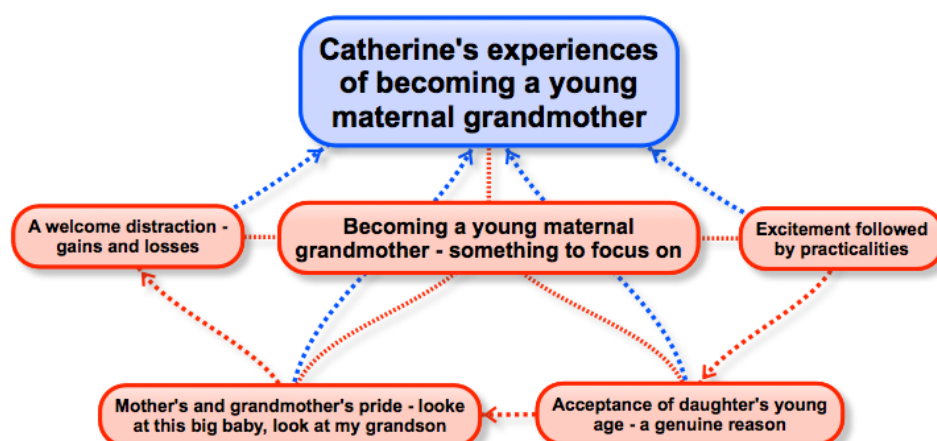 Catherine's experiences
of becoming a young
maternal grandmother
A welcome distraction -
gains and losses
Becoming a young maternal
grandmother - something to focus on
Excitement followed
by practicalities
Mother's and grandmother's pride - looke
at this big baby, look at my grandson
Acceptance of daughter's young
age - a genuine reason